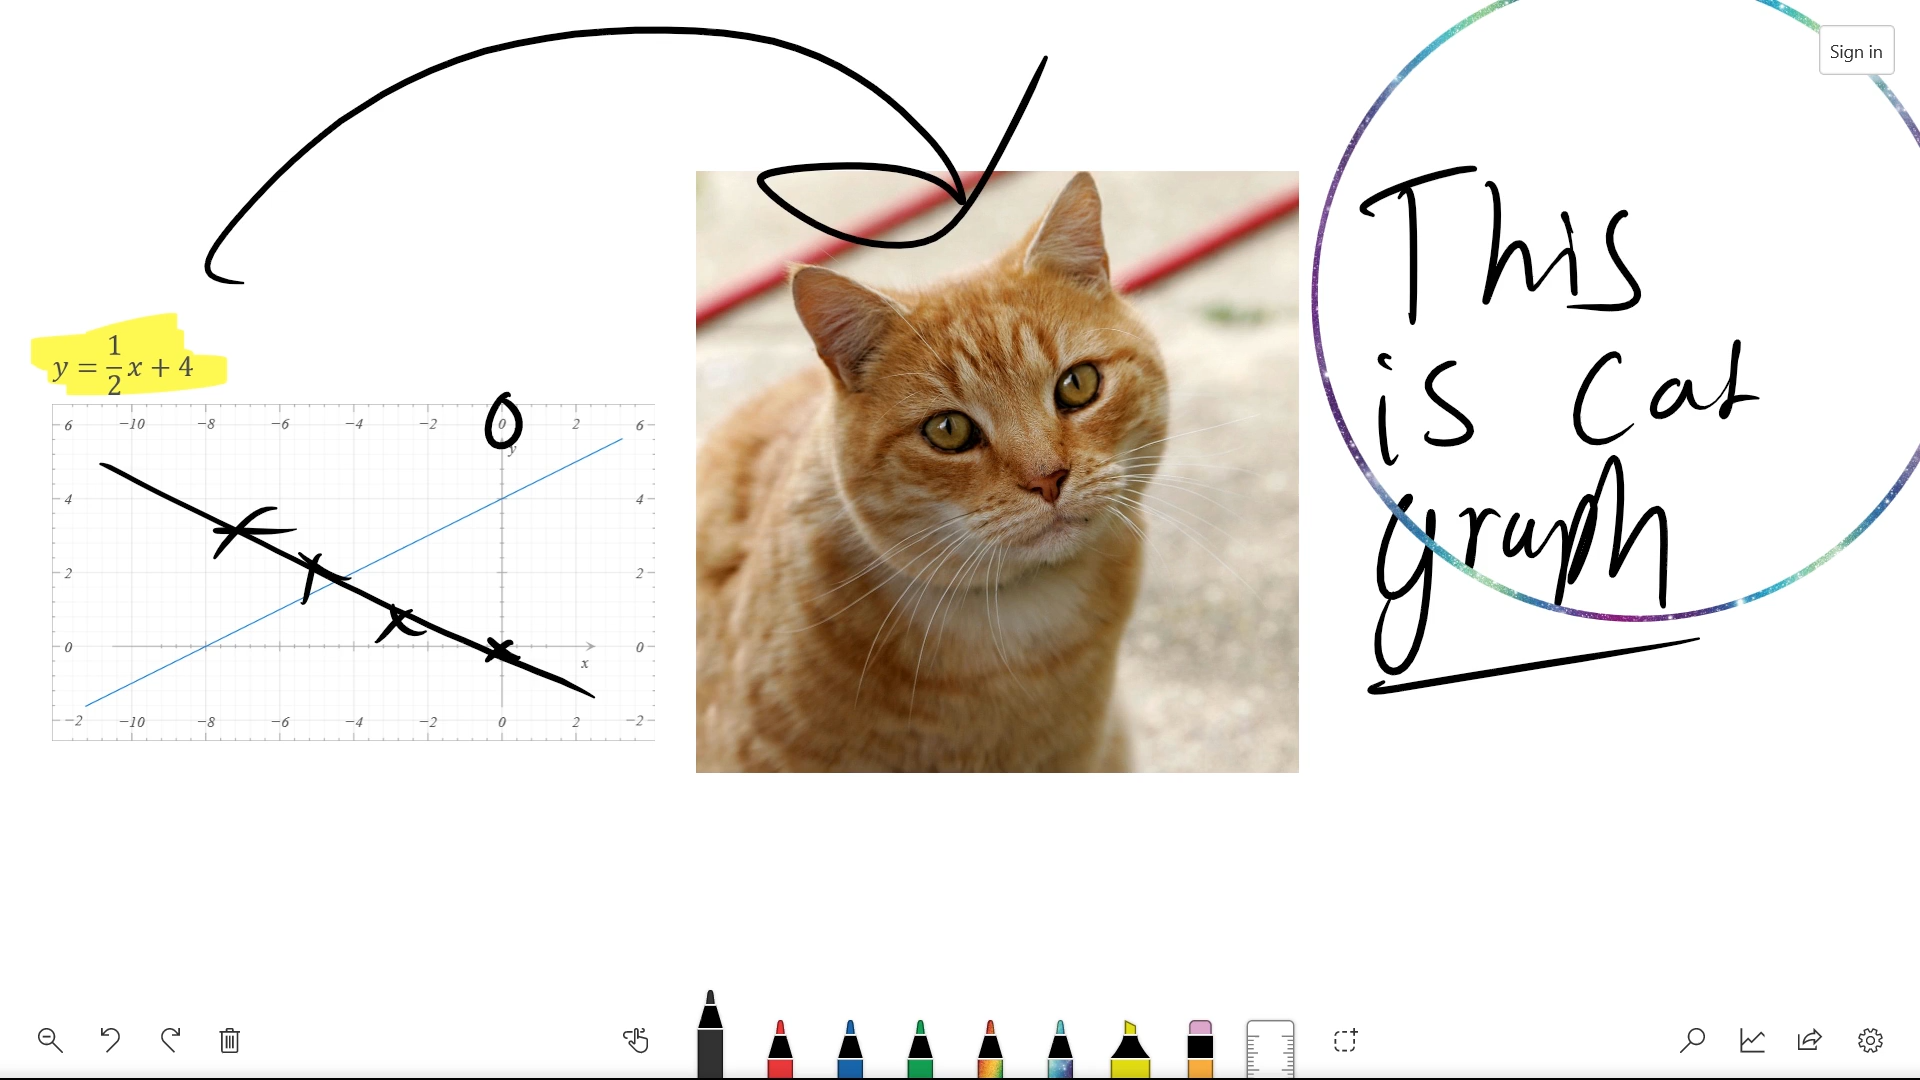 Sign in
This
is Cat
graph
y = 1/2 x + 4
−10 −8 −6 −4 −2 0 2
6 6
y
4 4
2 2
0 0
x
−2 −10 −8 −6 −4 −2 0 2 −2